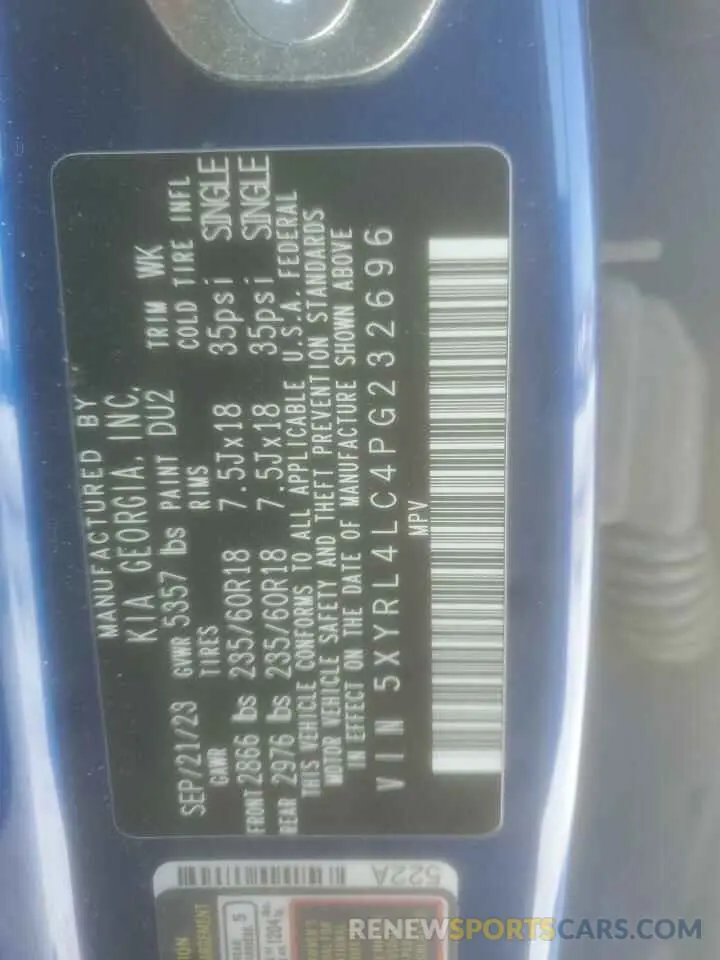 MANUFACTURED BY
KIA GEORGIA, INC.
SEP/21/23 GVWR 5357 lbs PAINT DU2 TRIM WK
GAWR TIRES RIMS COLD TIRE INFL
FRONT 2866 lbs 235/60R18 7.5Jx18 35psi SINGLE
REAR 2976 lbs 235/60R18 7.5Jx18 35psi SINGLE
THIS VEHICLE CONFORMS TO ALL APPLICABLE U.S.A. FEDERAL
MOTOR VEHICLE SAFETY AND THEFT PREVENTION STANDARDS
IN EFFECT ON THE DATE OF MANUFACTURE SHOWN ABOVE
VIN 5XYRL4LC4PG232696
MPV
522A
5
RENEWSPORTSCARS.COM